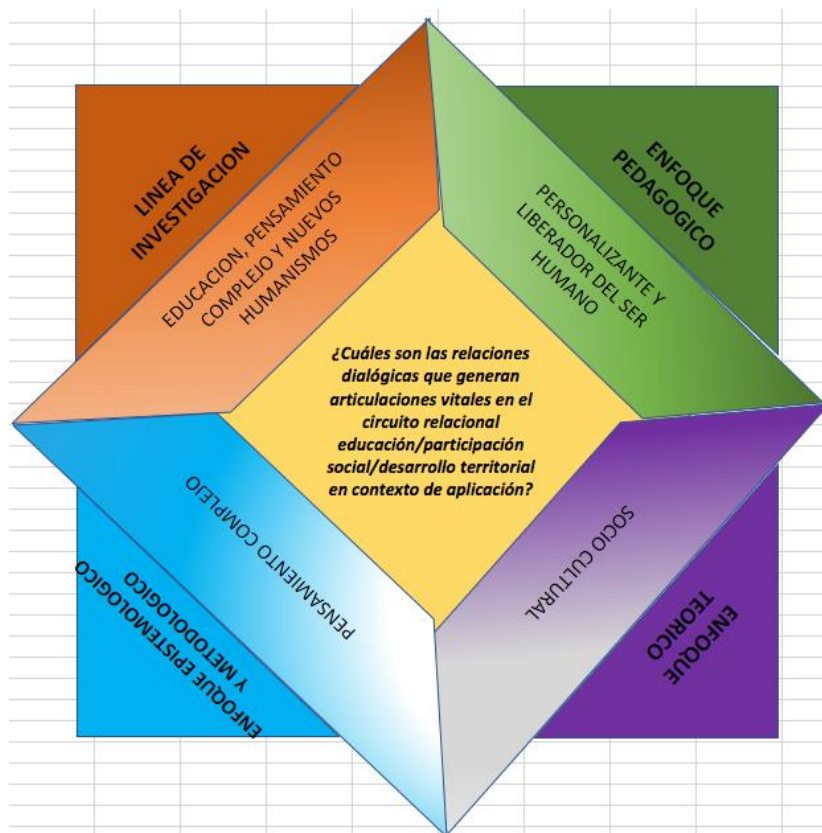 LINEA DE
INVESTIGACION
EDUCACION, PENSAMIENTO
COMPLEJO Y NUEVOS
HUMANISMOS
ENFOQUE
PEDAGOGICO
PERSONALIZANTE Y
LIBERADOR DEL SER
HUMANO
¿Cuáles son las relaciones
dialógicas que generan
articulaciones vitales en el
circuito relacional
educación/participación
social/desarrollo territorial
en contexto de aplicación?
PENSAMIENTO COMPLEJO
ENFOQUE EPISTEMOLOGICO
Y METODOLOGICO
SOCIO CULTURAL
ENFOQUE
TEORICO